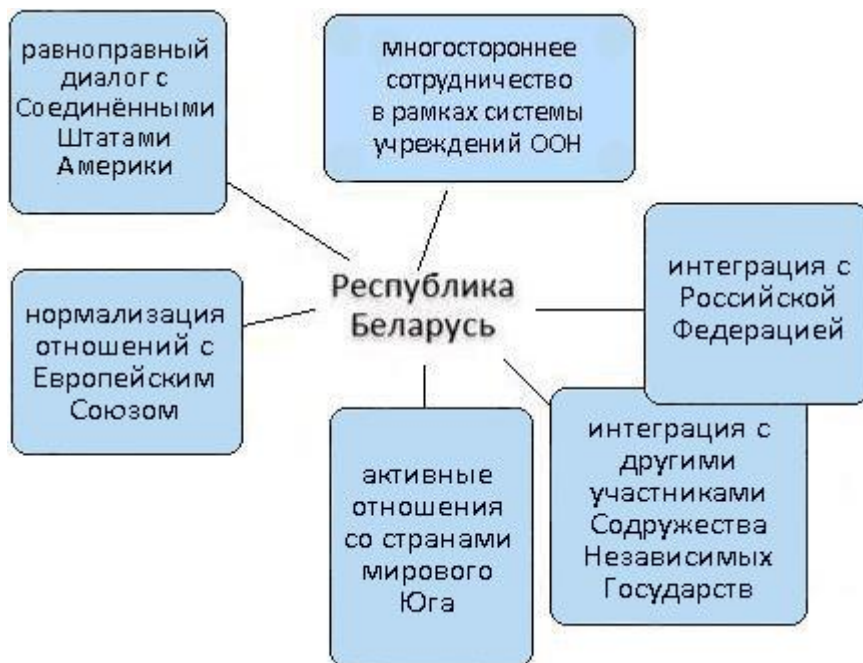 равноправный
диалог с
Соединёнными
Штатами
Америки
многостороннее
сотрудничество
в рамках системы
учреждений ООН
Республика
Беларусь
интеграция с
Российской
Федерацией
нормализация
отношений с
Европейским
Союзом
активные
отношения
со странами
мирового
Юга
интеграция с
другими
участниками
Содружества
Независимых
Государств